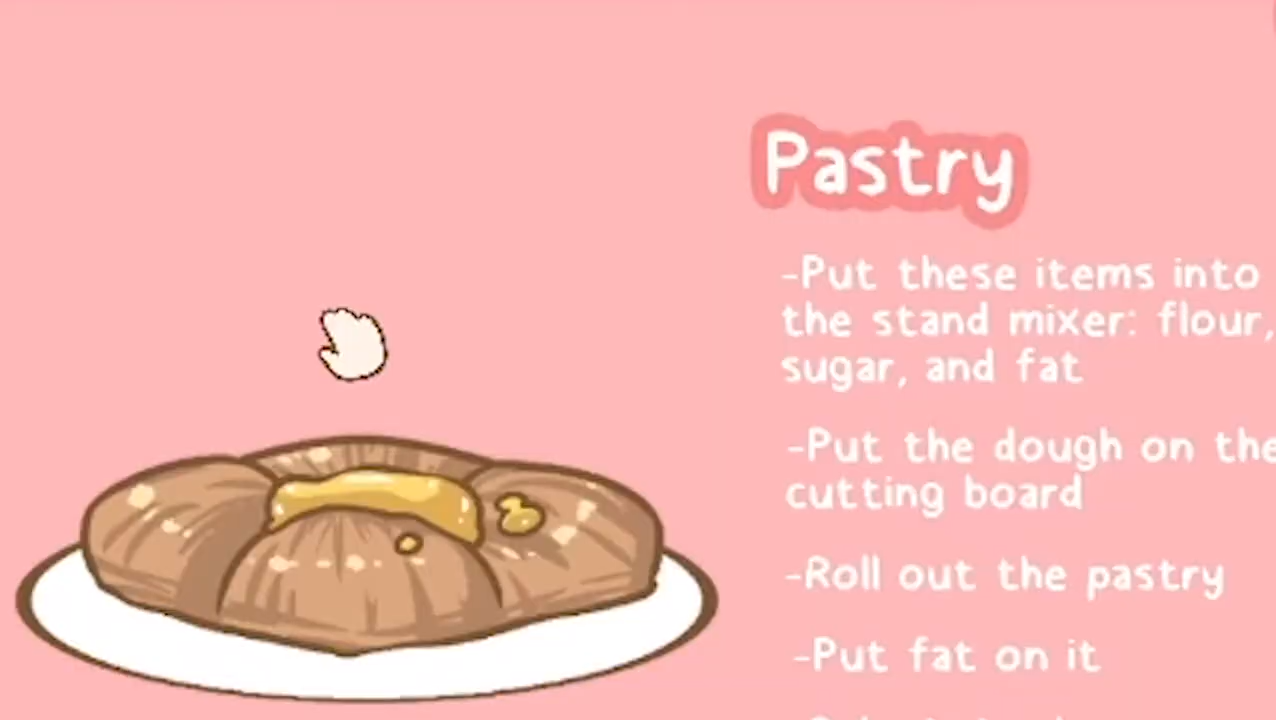 Pastry
-Put these items into
the stand mixer: flour,
sugar, and fat
-Put the dough on the
cutting board
-Roll out the pastry
-Put fat on it